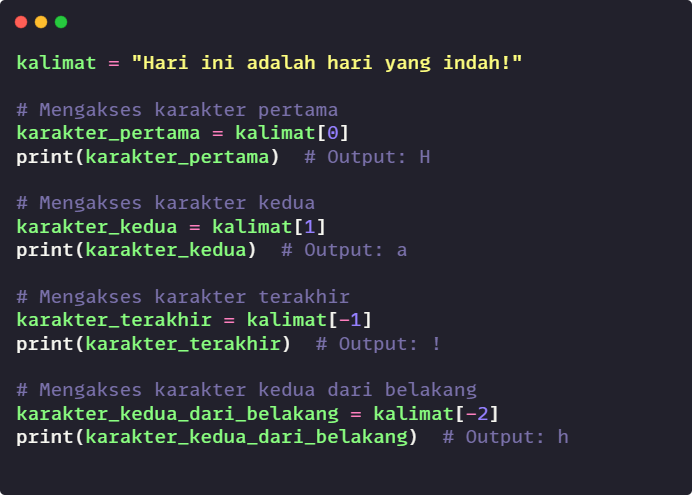 kalimat = "Hari ini adalah hari yang indah!"
# Mengakses karakter pertama
karakter_pertama = kalimat[0]
print(karakter_pertama)  # Output: H
# Mengakses karakter kedua
karakter_kedua = kalimat[1]
print(karakter_kedua)  # Output: a
# Mengakses karakter terakhir
karakter_terakhir = kalimat[-1]
print(karakter_terakhir)  # Output: !
# Mengakses karakter kedua dari belakang
karakter_kedua_dari_belakang = kalimat[-2]
print(karakter_kedua_dari_belakang)  # Output: h